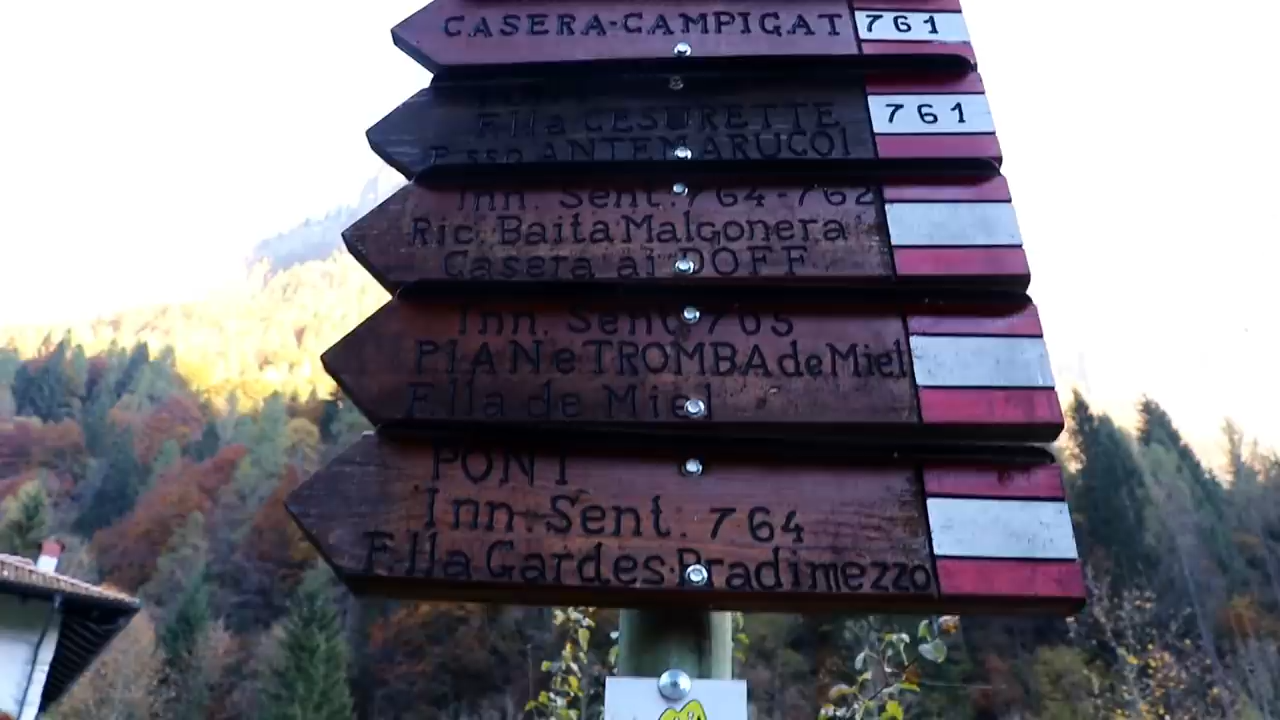 CASERA-CAMPIGAT 761
F.lla CESURETTE 761
P.sso ANTEMARUCOl
Inn. Sent. 764-762
Ric. Baita Malgonera
Casera ai DOFF
Inn. Sent. 765
PIAN e TROMBA de Miel
F.lla de Miel
PONT
Inn. Sent. 764
F.lla Gardes-Pradimezzo